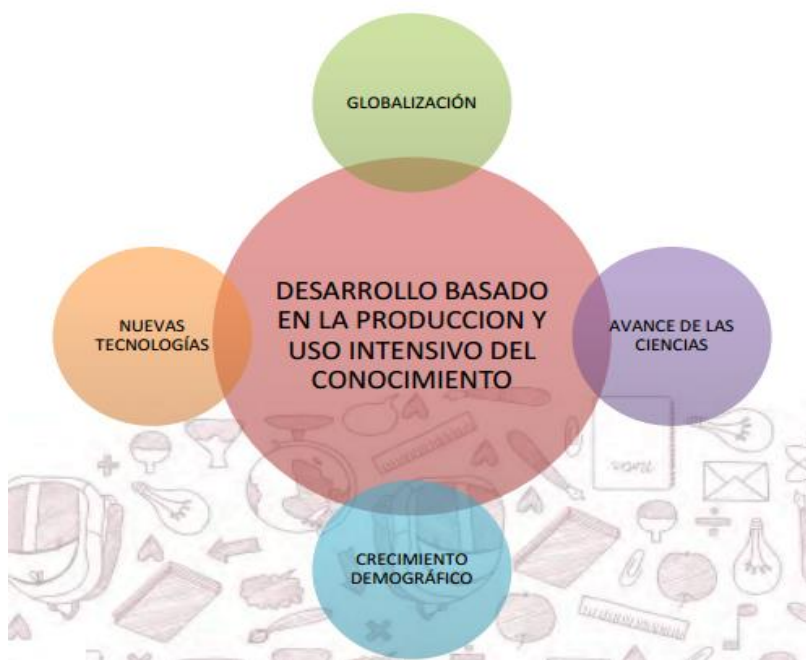 GLOBALIZACIÓN
DESARROLLO BASADO
EN LA PRODUCCION Y
USO INTENSIVO DEL
CONOCIMIENTO
NUEVAS
TECNOLOGÍAS
AVANCE DE LAS
CIENCIAS
CRECIMIENTO
DEMOGRÁFICO